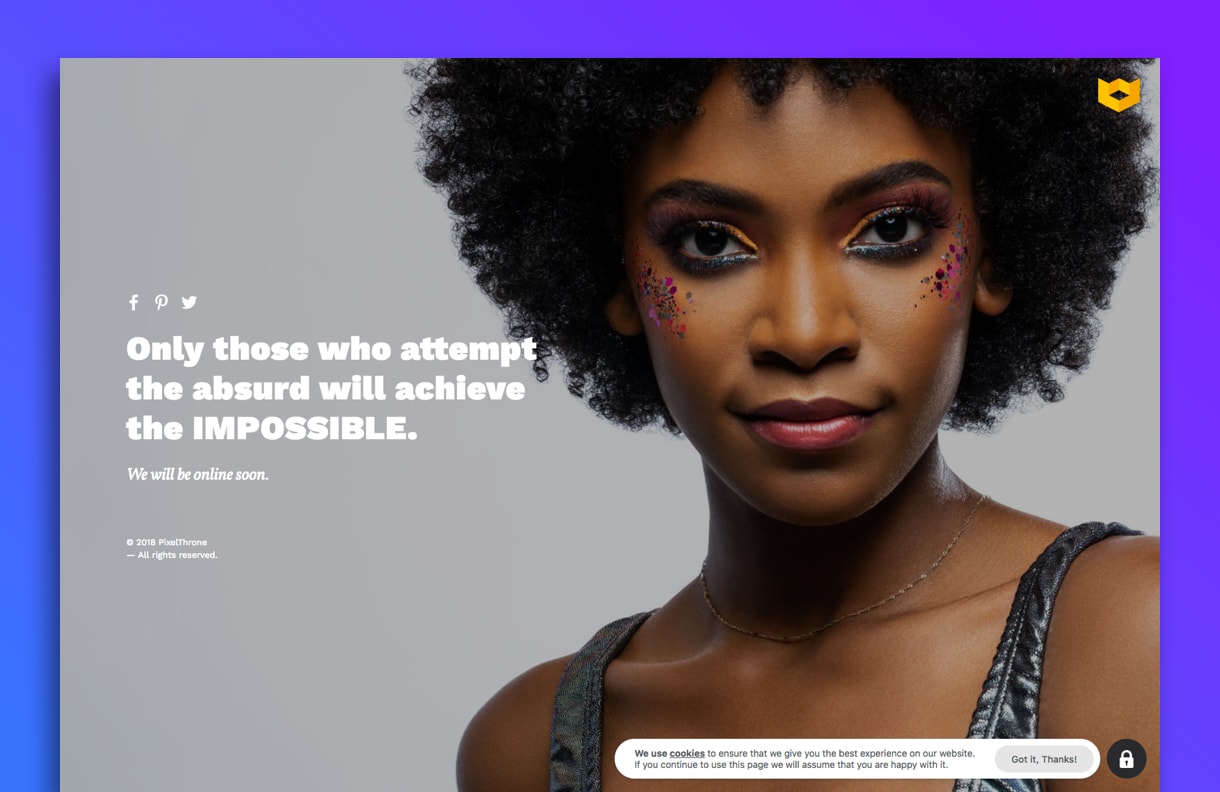 Only those who attempt
the absurd will achieve
the IMPOSSIBLE.
We will be online soon.
© 2018 PixelThrone
— All rights reserved.
We use cookies to ensure that we give you the best experience on our website.
If you continue to use this page we will assume that you are happy with it.
Got it, Thanks!